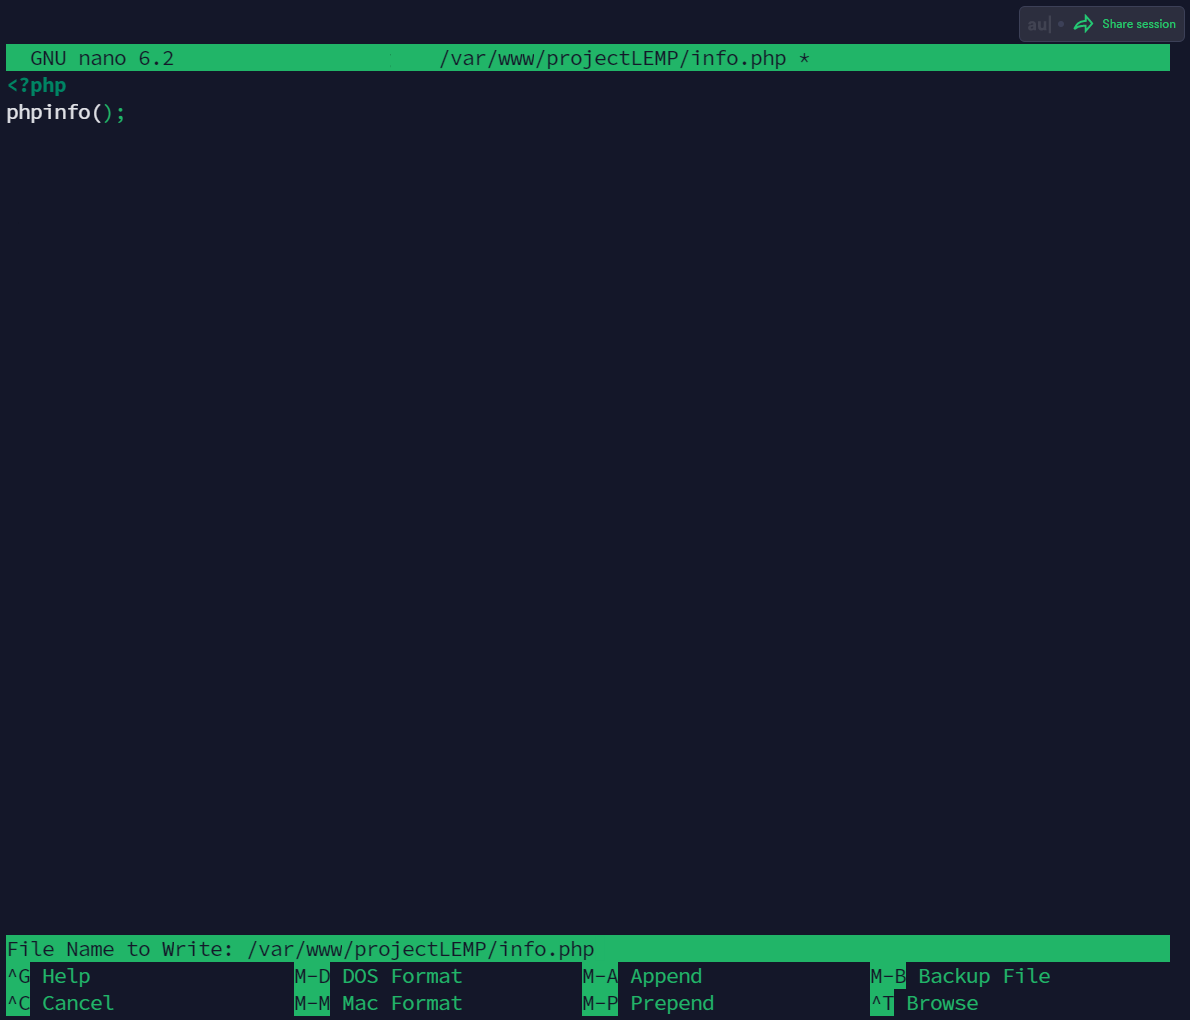 au| • Share session
GNU nano 6.2 /var/www/projectLEMP/info.php *
<?php
phpinfo();
File Name to Write: /var/www/projectLEMP/info.php
^G Help M-D DOS Format M-A Append M-B Backup File
^C Cancel M-M Mac Format M-P Prepend ^T Browse